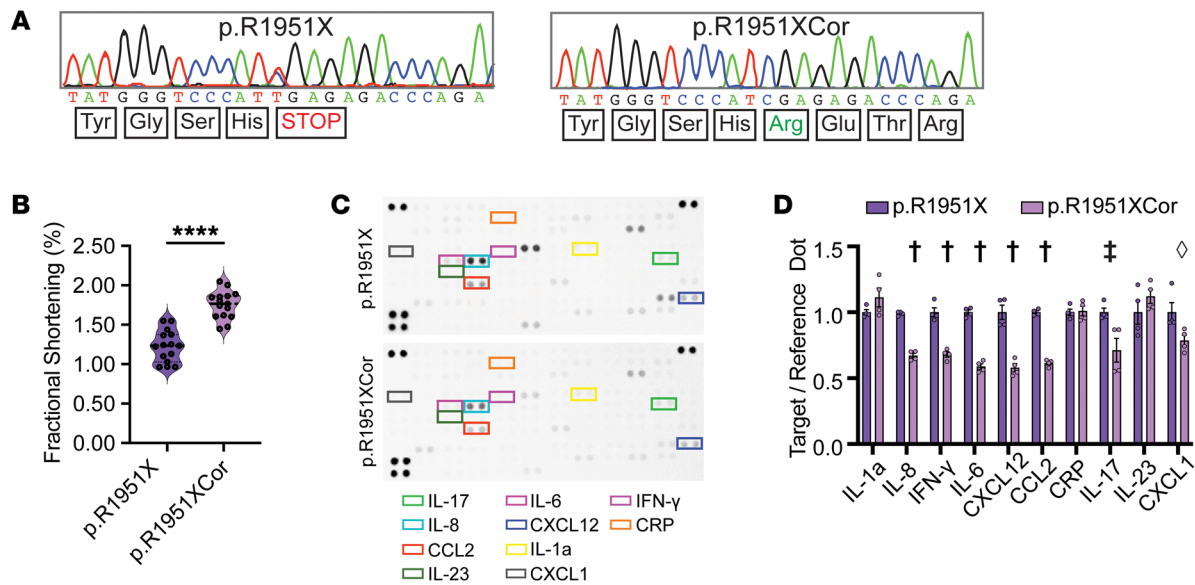 A
p.R1951X
TATGGGTCCCATTGAGAGACCCAGA
Tyr Gly Ser His STOP
p.R1951XCor
TATGGGTCCCATCGAGAGACCCAGA
Tyr Gly Ser His Arg Glu Thr Arg
B
****
Fractional Shortening (%)
2.50
2.00
1.50
1.00
0.50
0.00
p.R1951X
p.R1951XCor
C
p.R1951X
p.R1951XCor
IL-17 IL-6 IFN-γ
IL-8 CXCL12 CRP
CCL2 IL-1a
IL-23 CXCL1
D
p.R1951X p.R1951XCor
Target / Reference Dot
1.5
1.0
0.5
0.0
† † † † † ‡ ◊
IL-1a IL-8 IFN-γ IL-6 CXCL12 CCL2 CRP IL-17 IL-23 CXCL1